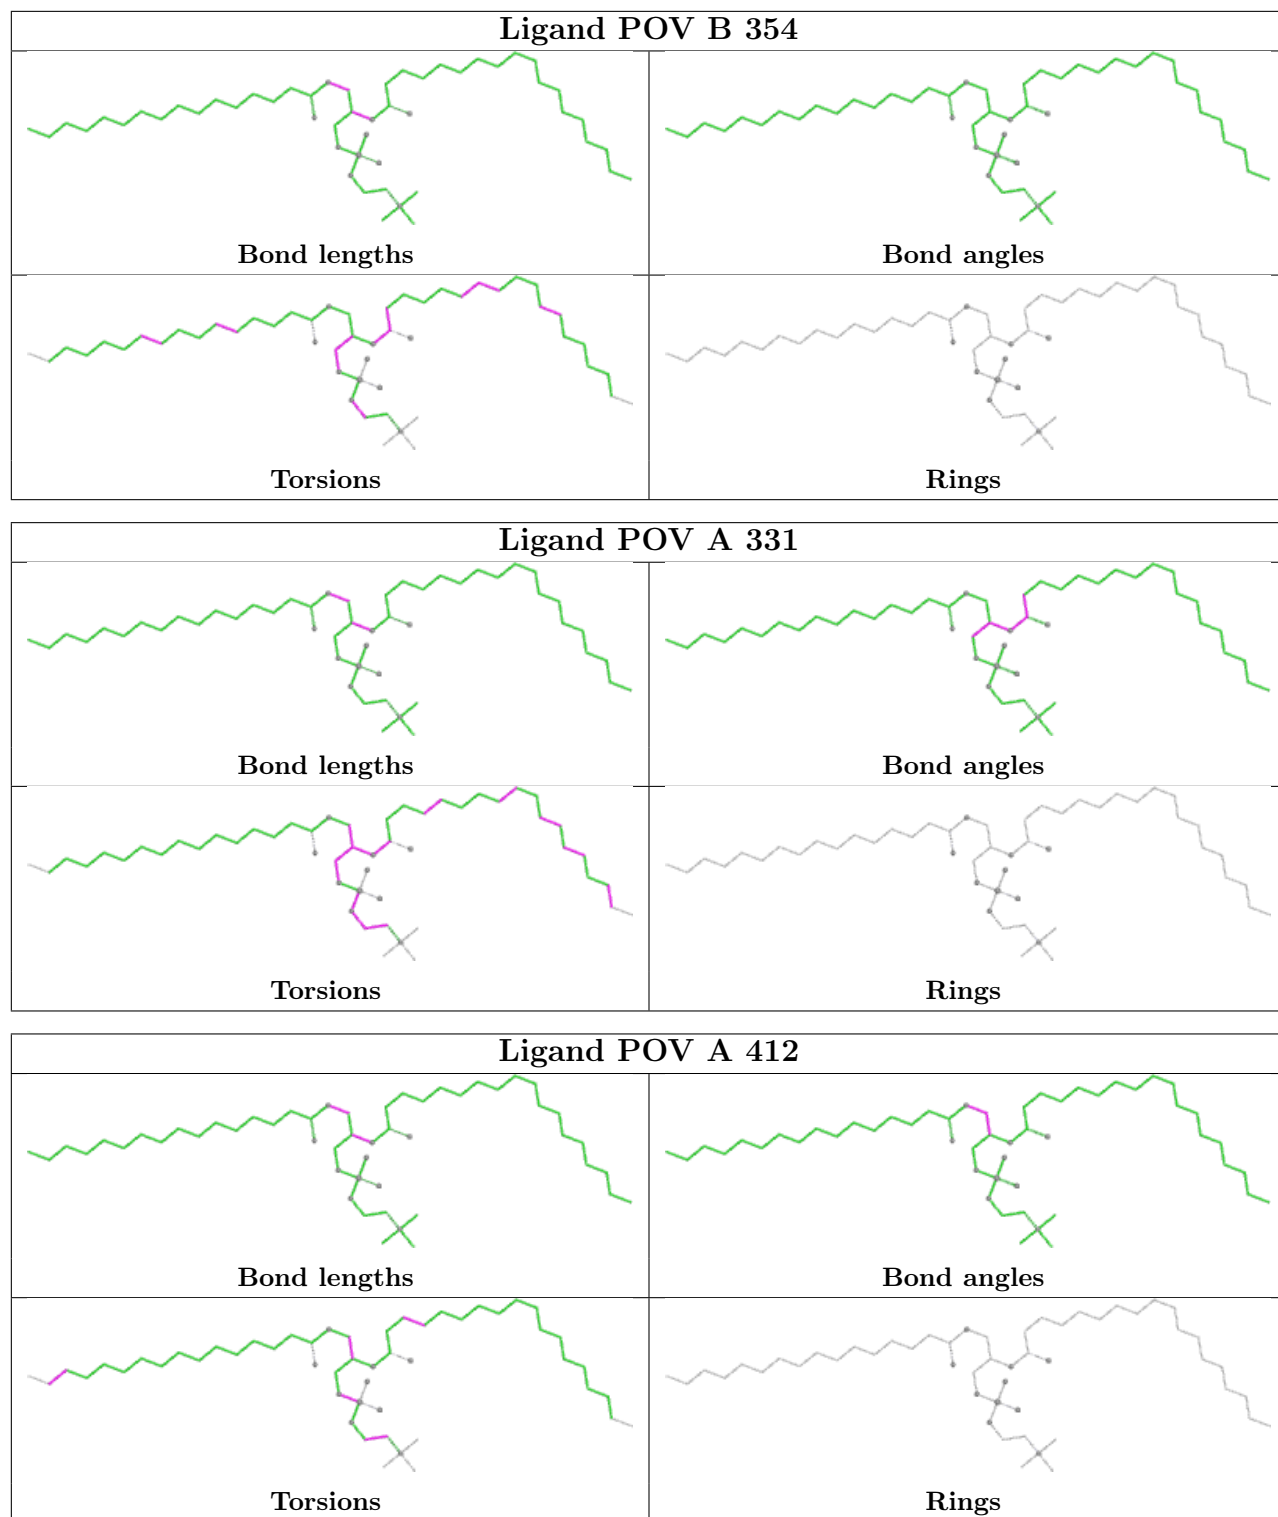 Ligand POV B 354
Bond lengths
Bond angles
Torsions
Rings
Ligand POV A 331
Bond lengths
Bond angles
Torsions
Rings
Ligand POV A 412
Bond lengths
Bond angles
Torsions
Rings